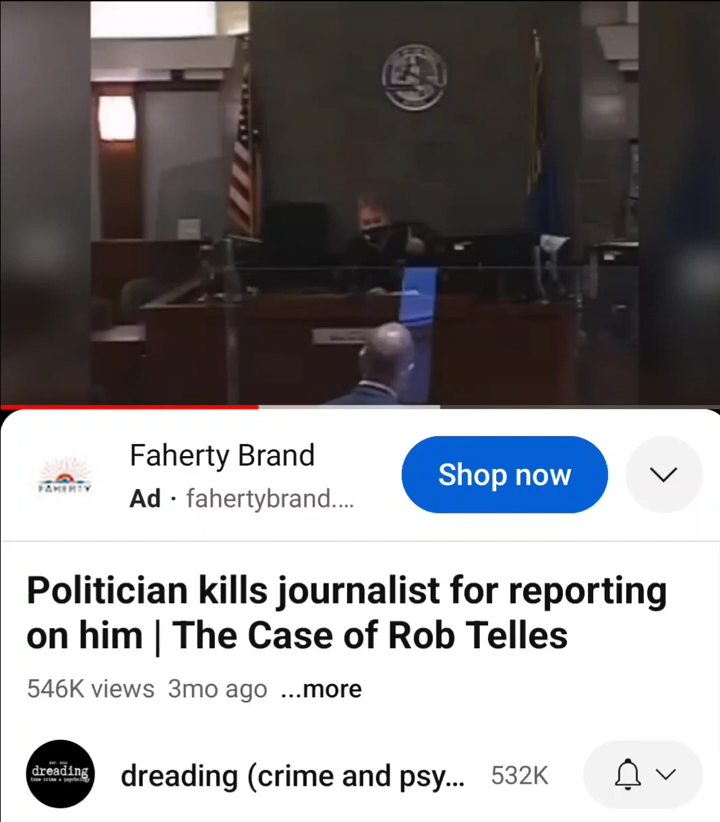 Faherty Brand
Shop now
Ad · fahertybrand....
FAHERTY
Politician kills journalist for reporting
on him | The Case of Rob Telles
546K views 3mo ago ...more
dreading
dreading (crime and psy... 532K